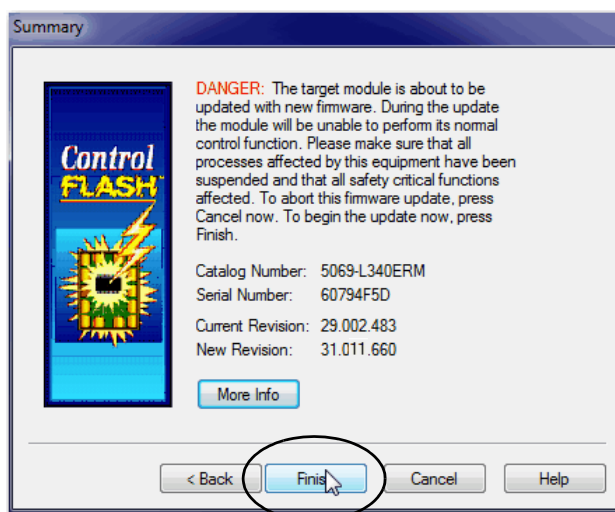 Summary
DANGER: The target module is about to be
updated with new firmware. During the update
the module will be unable to perform its normal
control function. Please make sure that all
processes affected by this equipment have been
suspended and that all safety critical functions
affected. To abort this firmware update, press
Cancel now. To begin the update now, press
Finish.
Control
FLASH
Catalog Number: 5069-L340ERM
Serial Number: 60794F5D
Current Revision: 29.002.483
New Revision: 31.011.660
More Info
< Back Finish Cancel Help